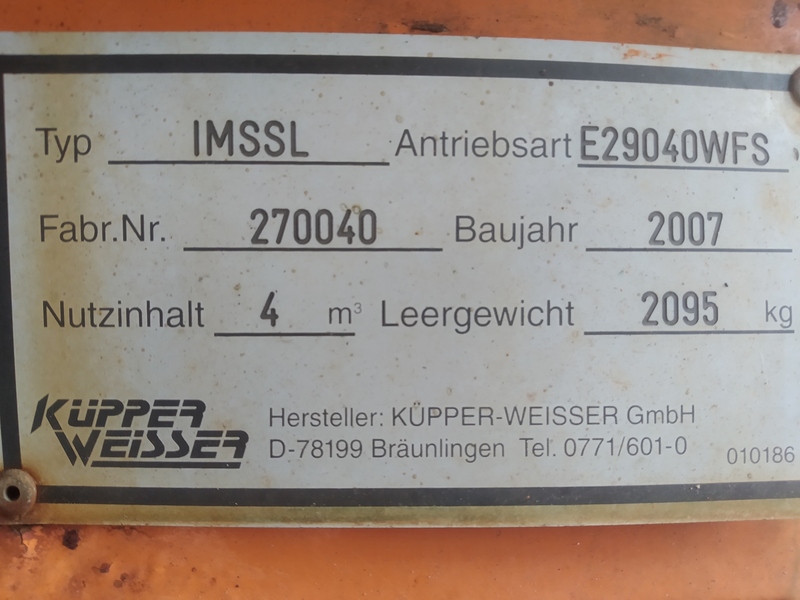 Typ IMSSL Antriebsart E29040WFS
Fabr.Nr. 270040 Baujahr 2007
Nutzinhalt 4 m³ Leergewicht 2095 kg
KÜPPER WEISSER
Hersteller: KÜPPER-WEISSER GmbH
D-78199 Bräunlingen Tel. 0771/601-0
010186